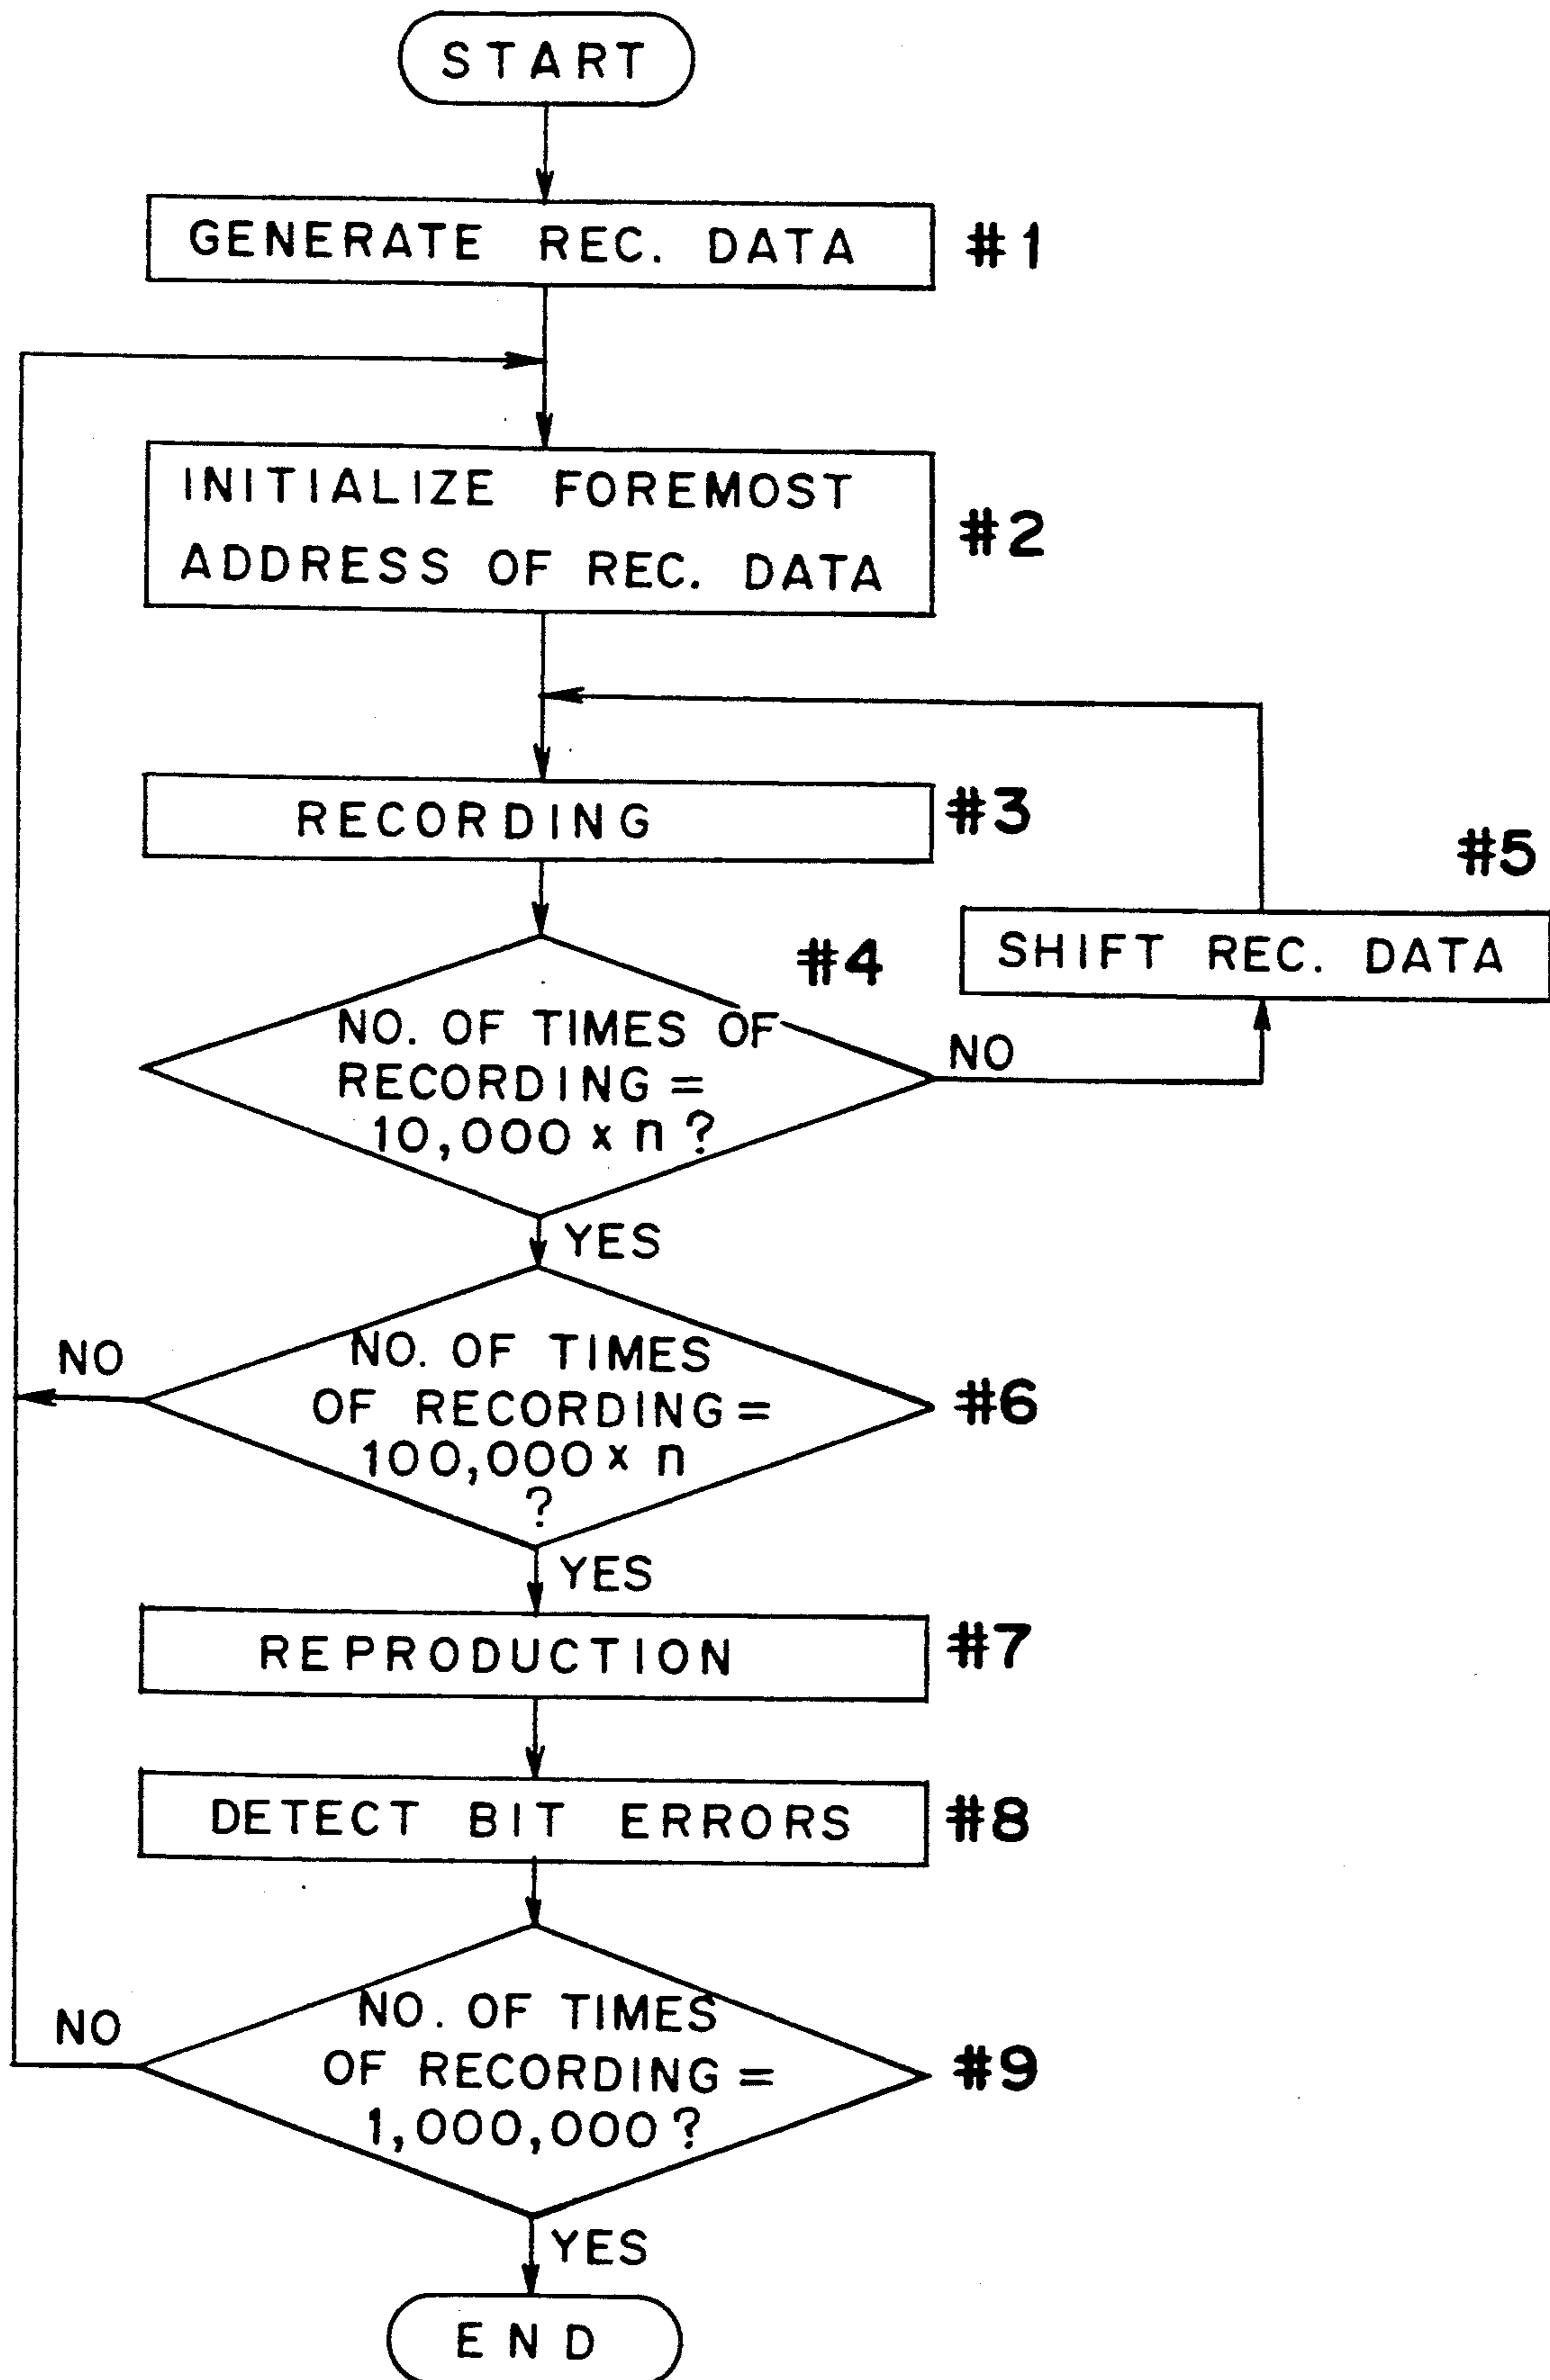 START
GENERATE REC. DATA #1
INITIALIZE FOREMOST
ADDRESS OF REC. DATA
#2
RECORDING #3
#4
NO. OF TIMES OF
RECORDING =
10,000 x n ?
NO
#5
SHIFT REC. DATA
YES
NO. OF TIMES
OF RECORDING =
100,000 x n
?
#6
NO
YES
REPRODUCTION #7
DETECT BIT ERRORS #8
NO. OF TIMES
OF RECORDING =
1,000,000 ?
#9
NO
YES
END